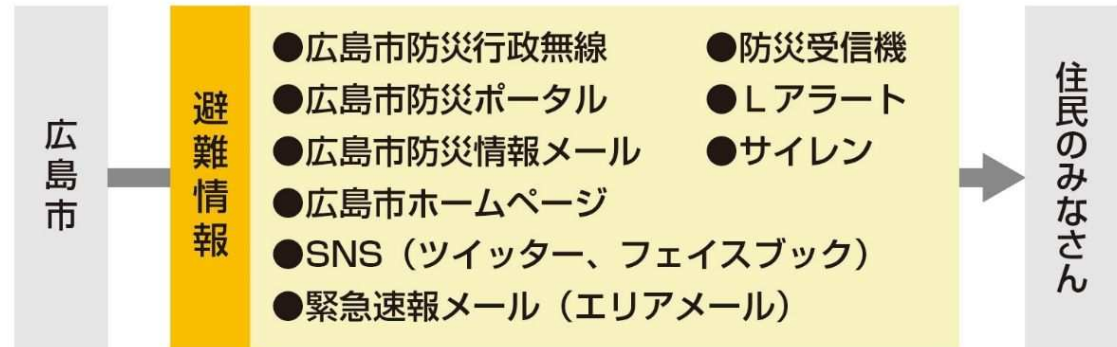 広島市
避難情報
●広島市防災行政無線
●広島市防災ポータル
●広島市防災情報メール
●広島市ホームページ
●SNS（ツイッター、フェイスブック）
●緊急速報メール（エリアメール）
●防災受信機
●Lアラート
●サイレン
住民のみなさん